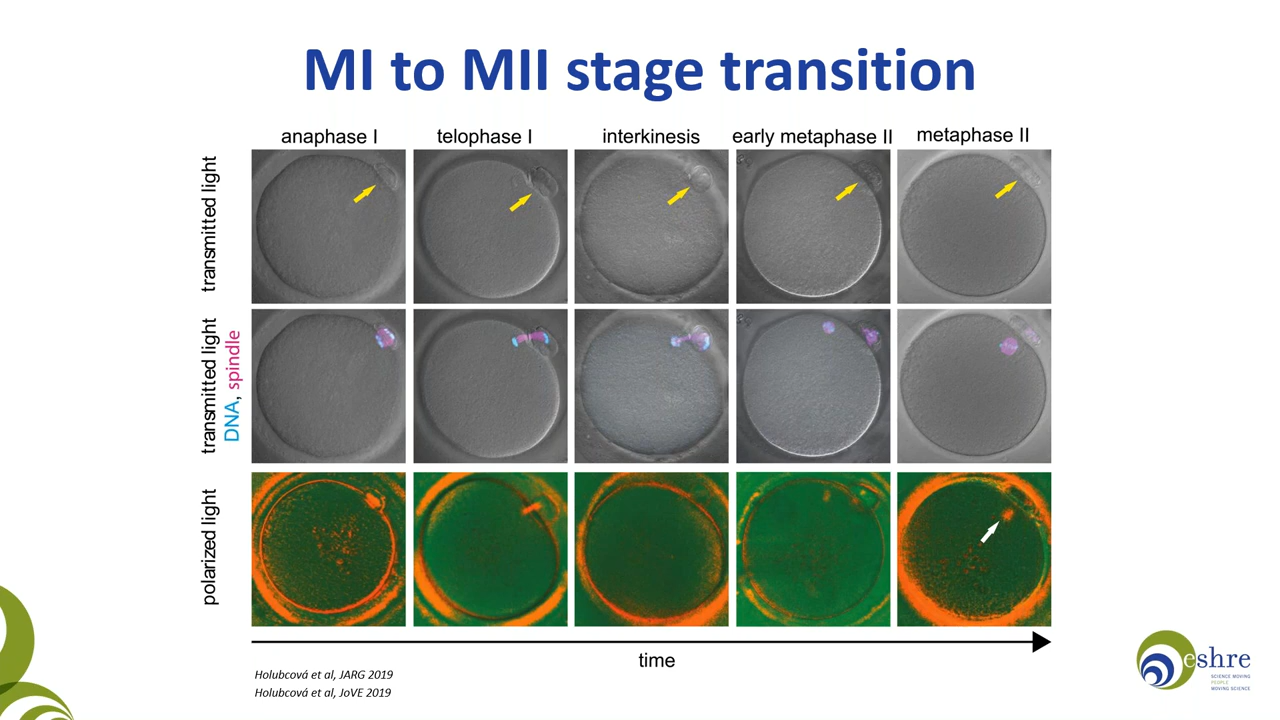 MI to MII stage transition
anaphase I
telophase I
interkinesis
early metaphase II
metaphase II
transmitted light
transmitted light
DNA, spindle
polarized light
time
Holubcová et al, JARG 2019
Holubcová et al, JoVE 2019
eshre
SCIENCE MOVING
PEOPLE
MOVING SCIENCE